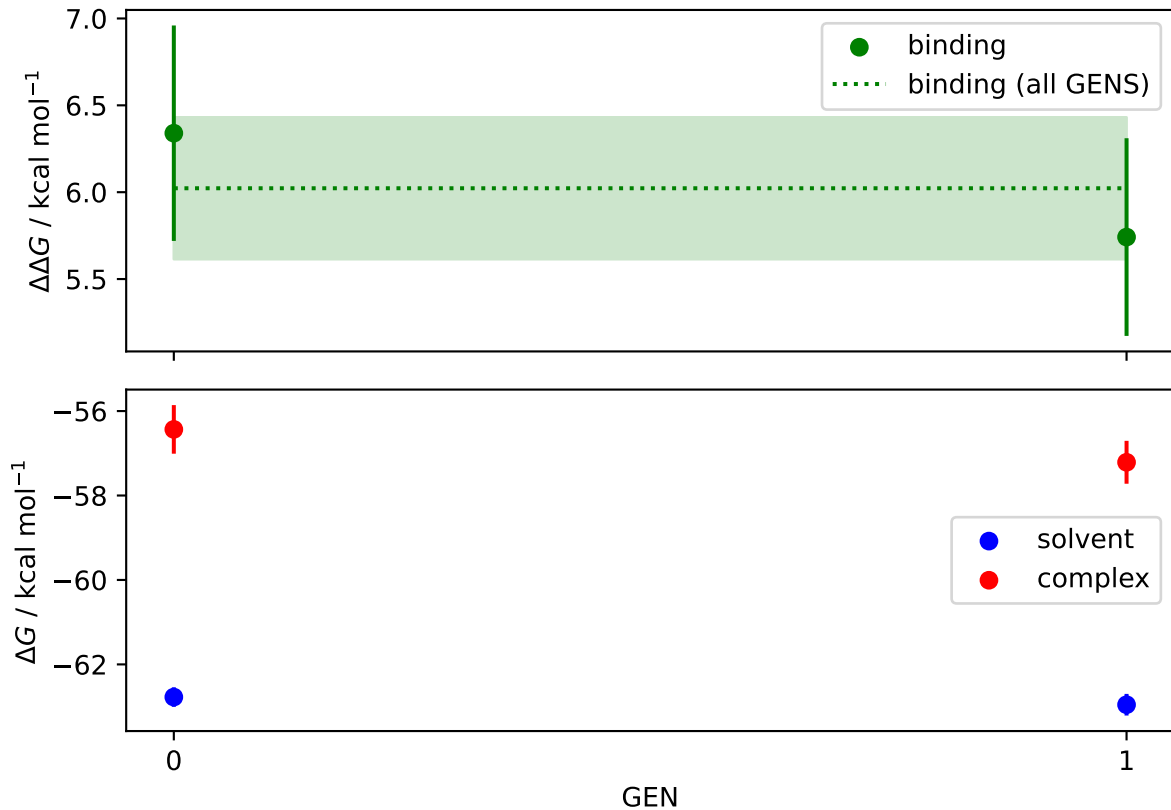 7.0
6.5
6.0
5.5
ΔΔG / kcal mol⁻¹
binding
binding (all GENS)
−56
−58
−60
−62
ΔG / kcal mol⁻¹
solvent
complex
0
1
GEN